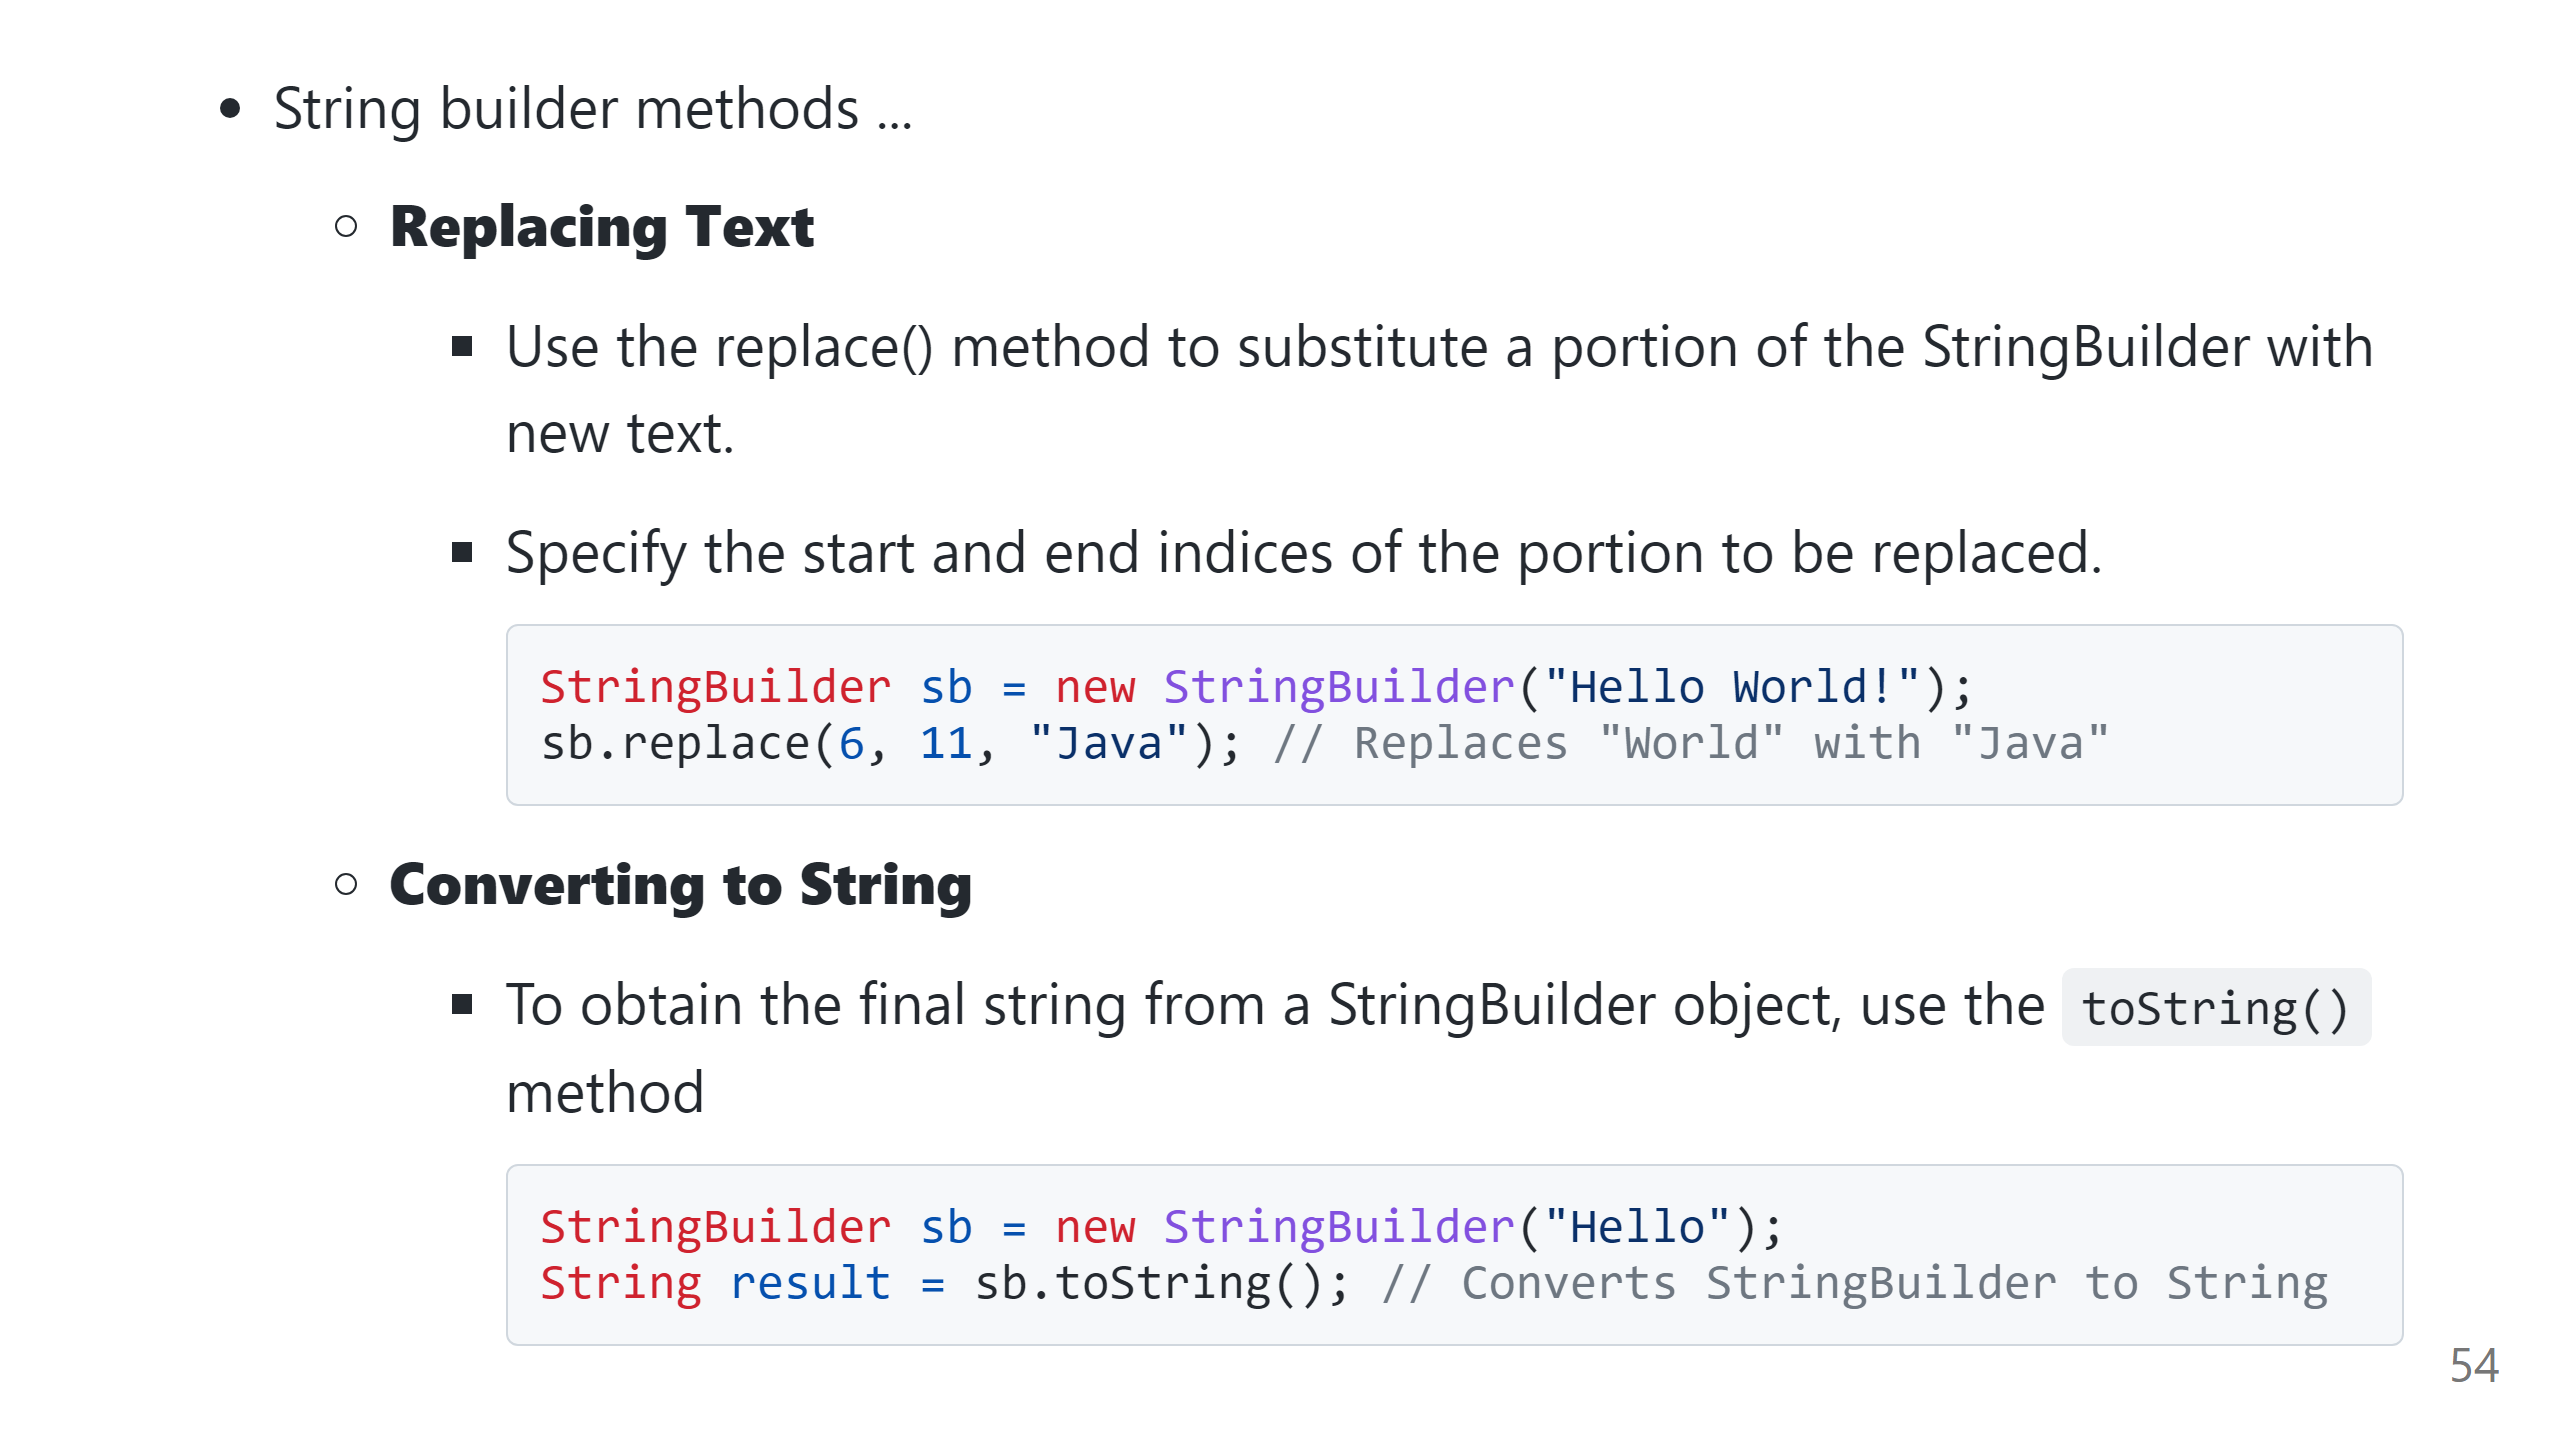 String builder methods ...
Replacing Text
Use the replace() method to substitute a portion of the StringBuilder with
new text.
Specify the start and end indices of the portion to be replaced.
StringBuilder sb = new StringBuilder("Hello World!");
sb.replace(6, 11, "Java"); // Replaces "World" with "Java"
Converting to String
To obtain the final string from a StringBuilder object, use the toString()
method
StringBuilder sb = new StringBuilder("Hello");
String result = sb.toString(); // Converts StringBuilder to String
54